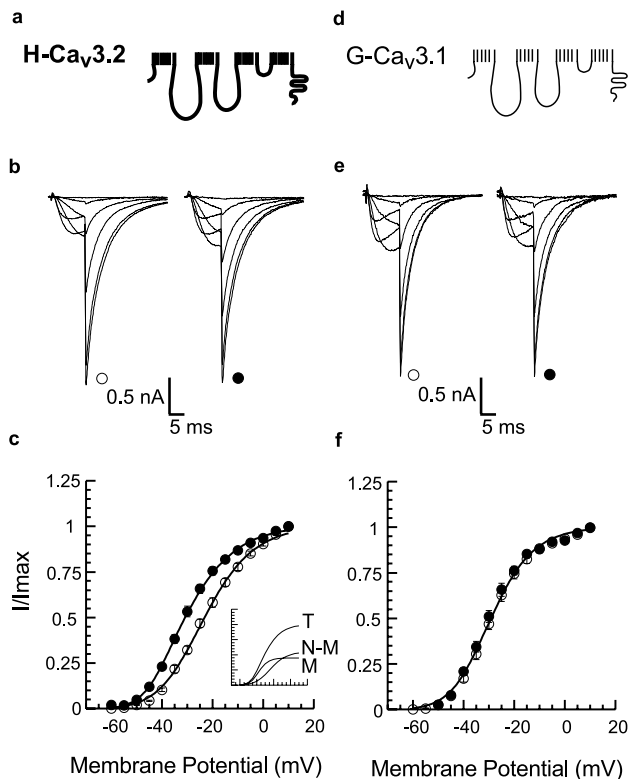 a
H-Cav3.2
d
G-Cav3.1
b
0.5 nA
5 ms
e
0.5 nA
5 ms
c
I/Imax
1.25
1
0.75
0.5
0.25
0
-60 -40 -20 0 20
Membrane Potential (mV)
T
N-M
M
f
1.25
1
0.75
0.5
0.25
0
-60 -40 -20 0 20
Membrane Potential (mV)